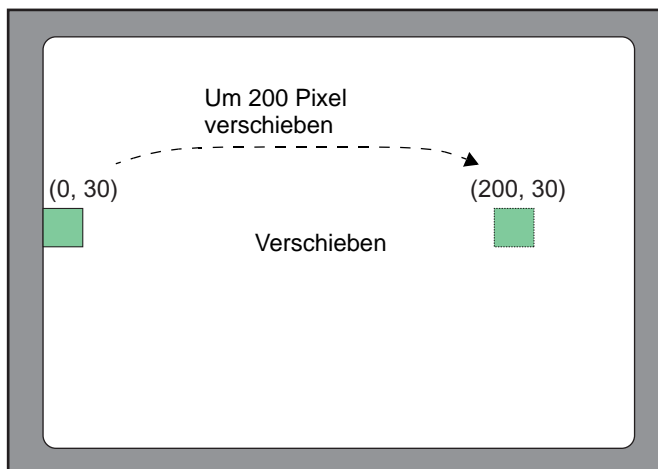 Um 200 Pixel
verschieben
(0, 30)
(200, 30)
Verschieben